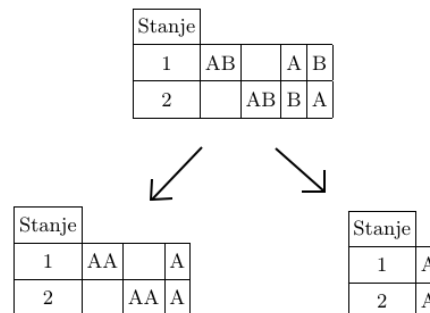 Stanje
1 AB A B
2 AB B A
Stanje
1 AA A
2 AA A
Stanje
1 A
2 A